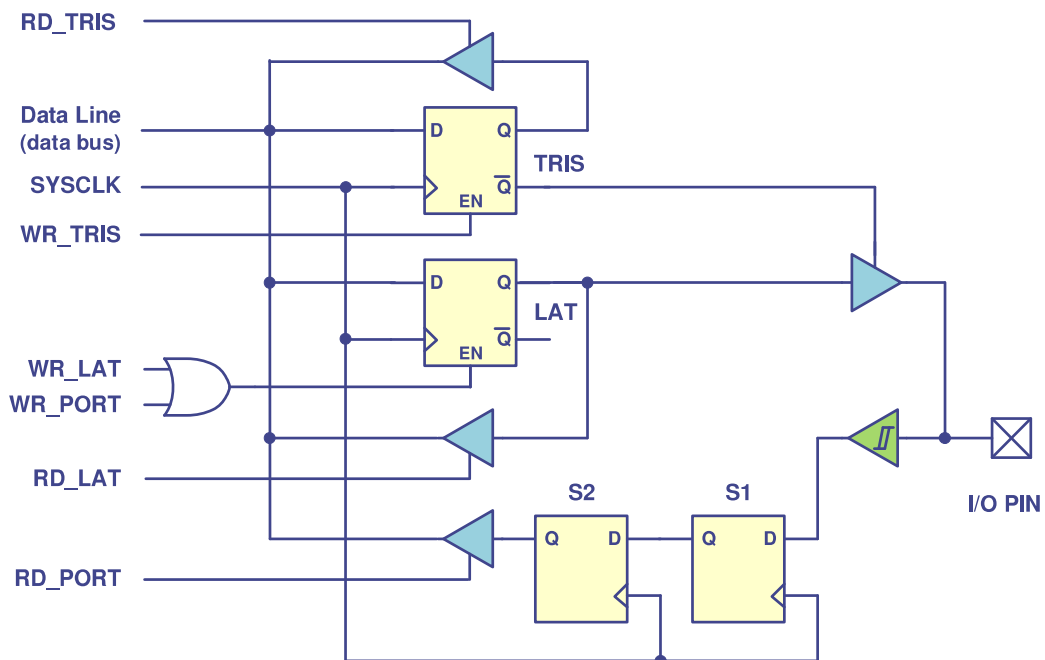 RD_TRIS
Data Line
(data bus)
SYSCLK
WR_TRIS
D Q
Q
EN
TRIS
D Q
Q
EN
LAT
WR_LAT
WR_PORT
RD_LAT
S2 S1
I/O PIN
Q D Q D
RD_PORT